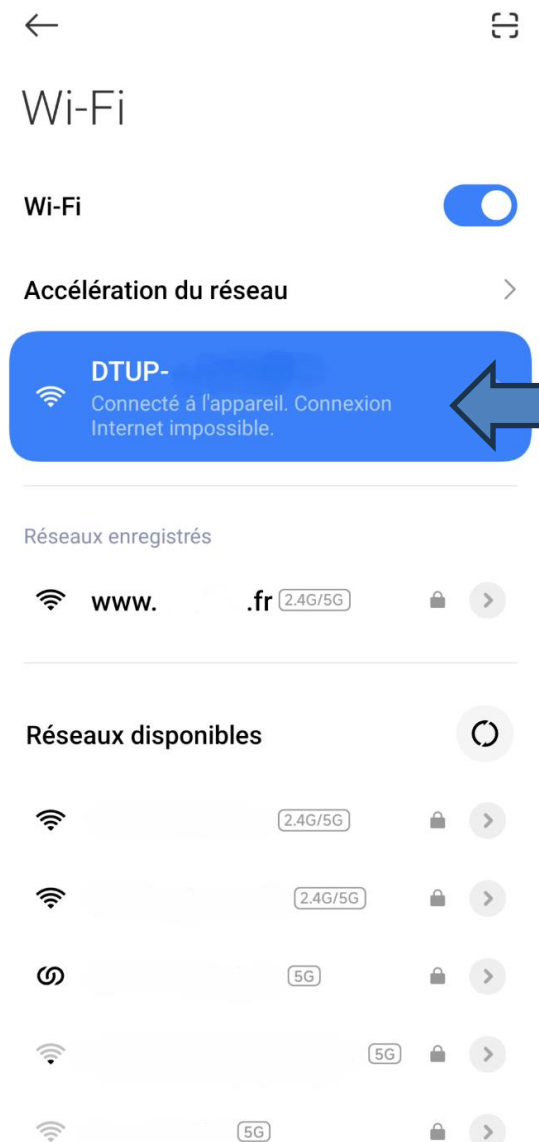 Wi-Fi
Wi-Fi
Accélération du réseau
DTUP-
Connecté á l'appareil. Connexion
Internet impossible.
Réseaux enregistrés
www. .fr 2.4G/5G
Réseaux disponibles
2.4G/5G
2.4G/5G
5G
5G
5G